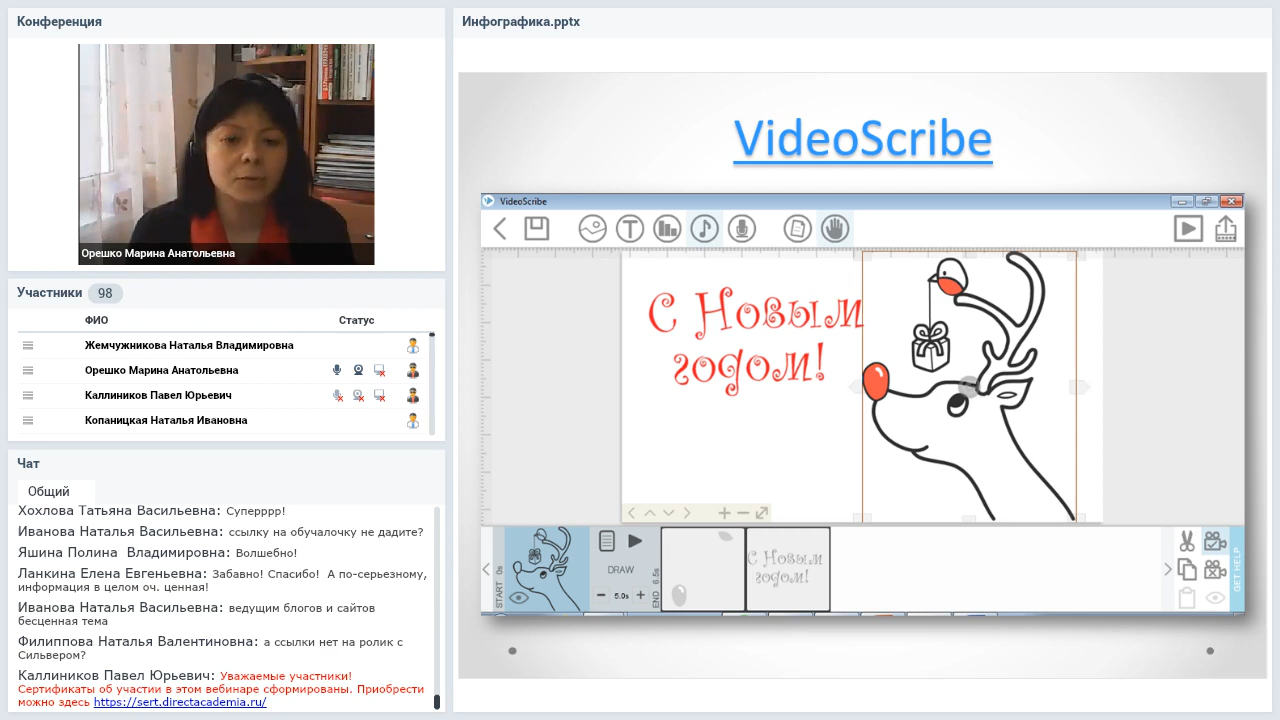 Конференция
Орешко Марина Анатольевна
Участники 98
ФИО Статус
Жемчужникова Наталья Владимировна
Орешко Марина Анатольевна
Каллиников Павел Юрьевич
Копаницкая Наталья Ивановна
Чат
Общий
Хохлова Татьяна Васильевна: Суперррр!
Иванова Наталья Васильевна: ссылку на обучалочку не дадите?
Яшина Полина Владимировна: Волшебно!
Ланкина Елена Евгеньевна: Забавно! Спасибо! А по-серьезному,
информация в целом оч. ценная!
Иванова Наталья Васильевна: ведущим блогов и сайтов
бесценная тема
Филиппова Наталья Валентиновна: а ссылки нет на ролик с
Сильвером?
Каллиников Павел Юрьевич: Уважаемые участники!
Сертификаты об участии в этом вебинаре сформированы. Приобрести
можно здесь https://sert.directacademia.ru/
Инфографика.pptx
VideoScribe
VideoScribe
T
С Новым
годом!
START 0s
DRAW
5.0s
END 6.5s
С Новым
годом!
GET HELP